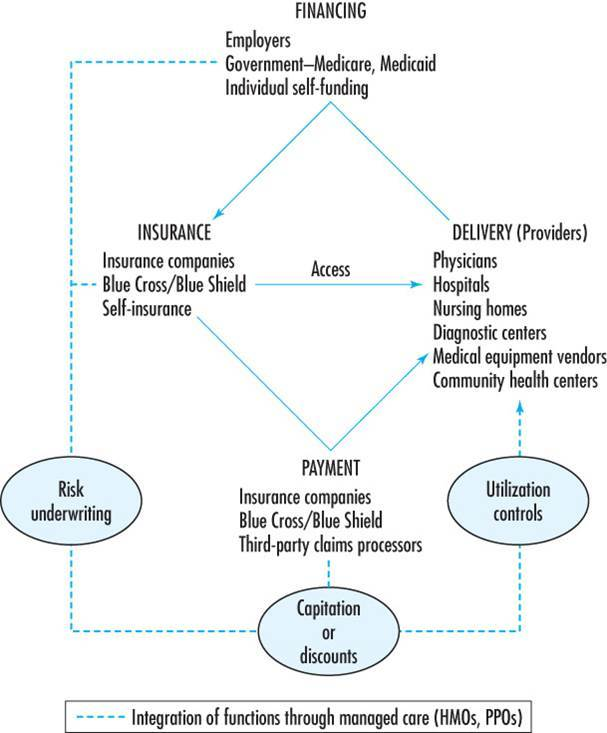 FINANCING
Employers
Government–Medicare, Medicaid
Individual self-funding
INSURANCE
Insurance companies
Blue Cross/Blue Shield
Self-insurance
Access
DELIVERY (Providers)
Physicians
Hospitals
Nursing homes
Diagnostic centers
Medical equipment vendors
Community health centers
PAYMENT
Insurance companies
Blue Cross/Blue Shield
Third-party claims processors
Risk
underwriting
Utilization
controls
Capitation
or
discounts
Integration of functions through managed care (HMOs, PPOs)